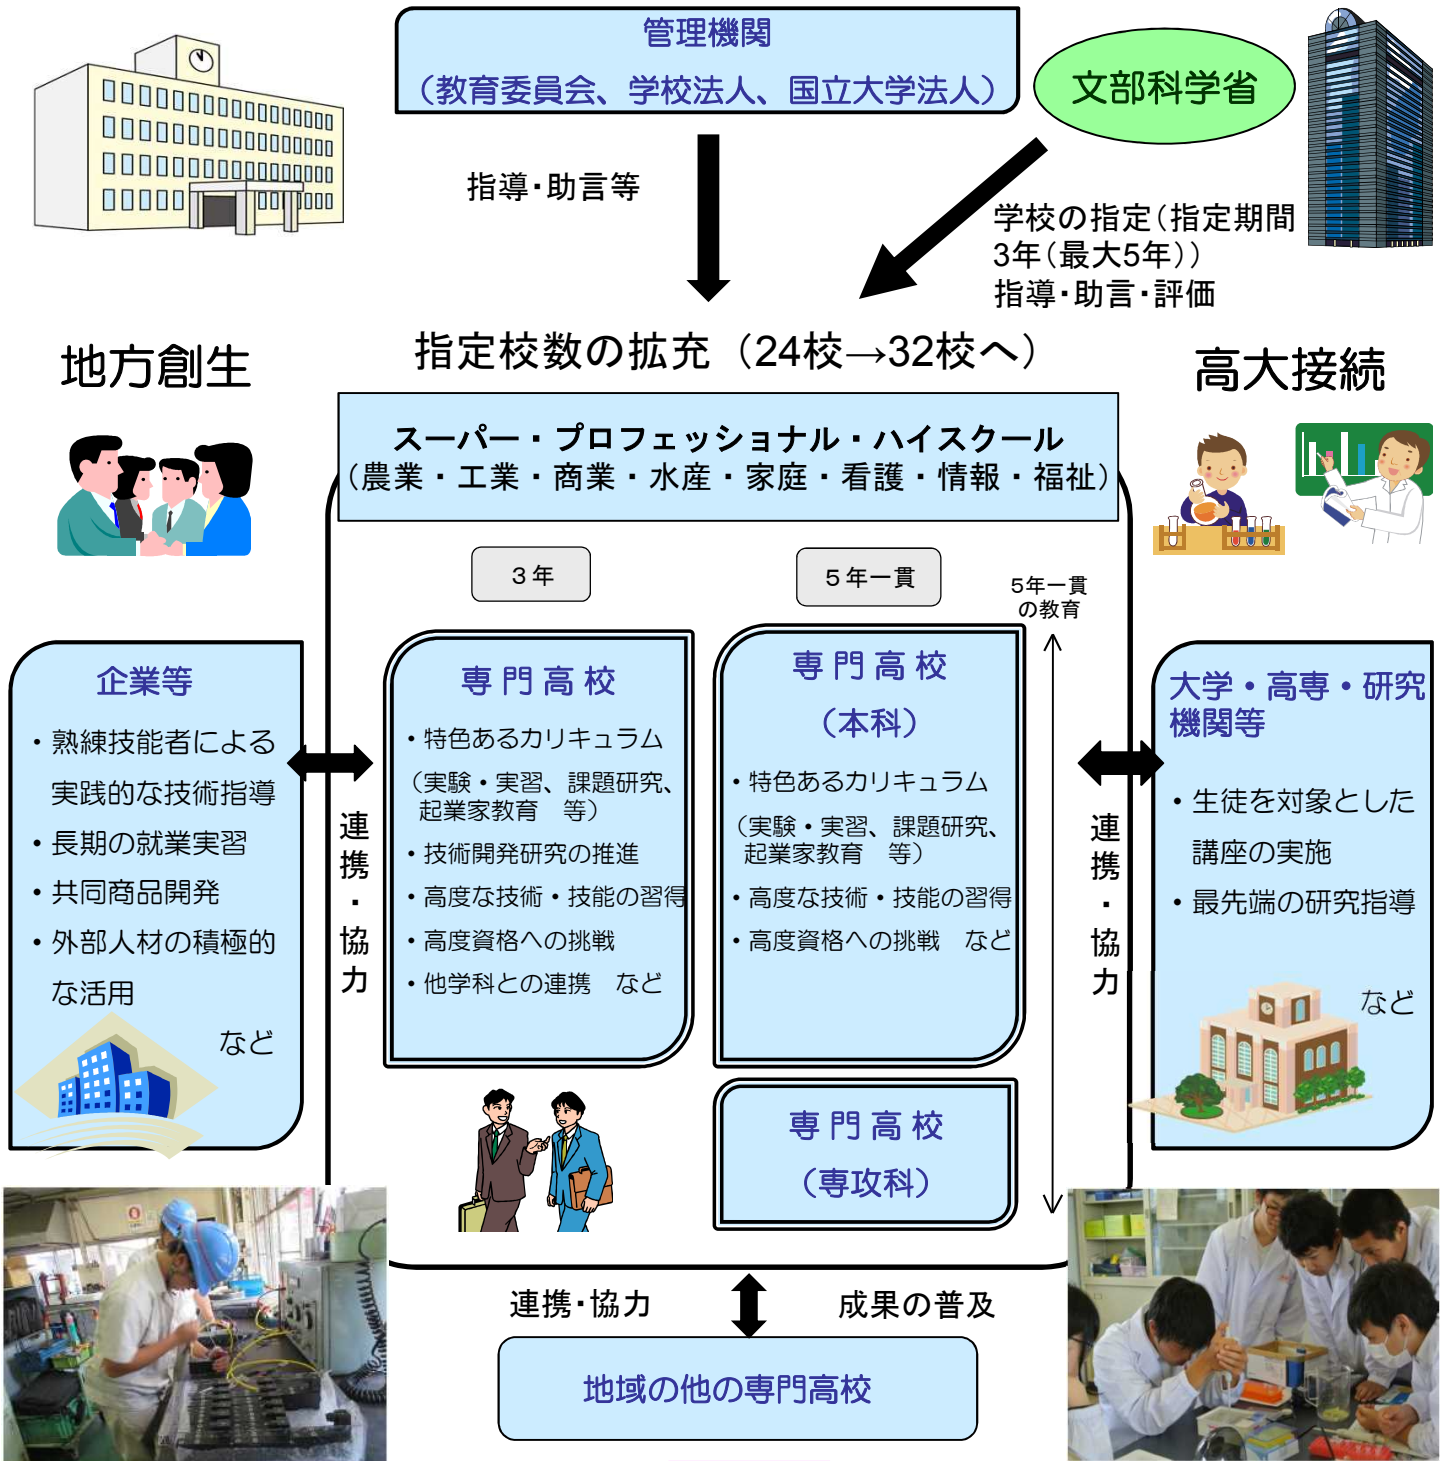 管理機関
（教育委員会、学校法人、国立大学法人）
文部科学省
指導・助言等
学校の指定（指定期間
3年（最大5年））
指導・助言・評価
地方創生
指定校数の拡充（24校→32校へ）
高大接続
スーパー・プロフェッショナル・ハイスクール
（農業・工業・商業・水産・家庭・看護・情報・福祉）
３年
５年一貫
5年一貫
の教育
企業等
・熟練技能者による
実践的な技術指導
・長期の就業実習
・共同商品開発
・外部人材の積極的
な活用
など
連携・協力
専門高校
・特色あるカリキュラム
（実験・実習、課題研究、
起業家教育　等）
・技術開発研究の推進
・高度な技術・技能の習得
・高度資格への挑戦
・他学科との連携　など
専門高校
（本科）
・特色あるカリキュラム
（実験・実習、課題研究、
起業家教育　等）
・高度な技術・技能の習得
・高度資格への挑戦　など
専門高校
（専攻科）
連携・協力
大学・高専・研究
機関等
・生徒を対象とした
講座の実施
・最先端の研究指導
など
連携・協力
成果の普及
地域の他の専門高校